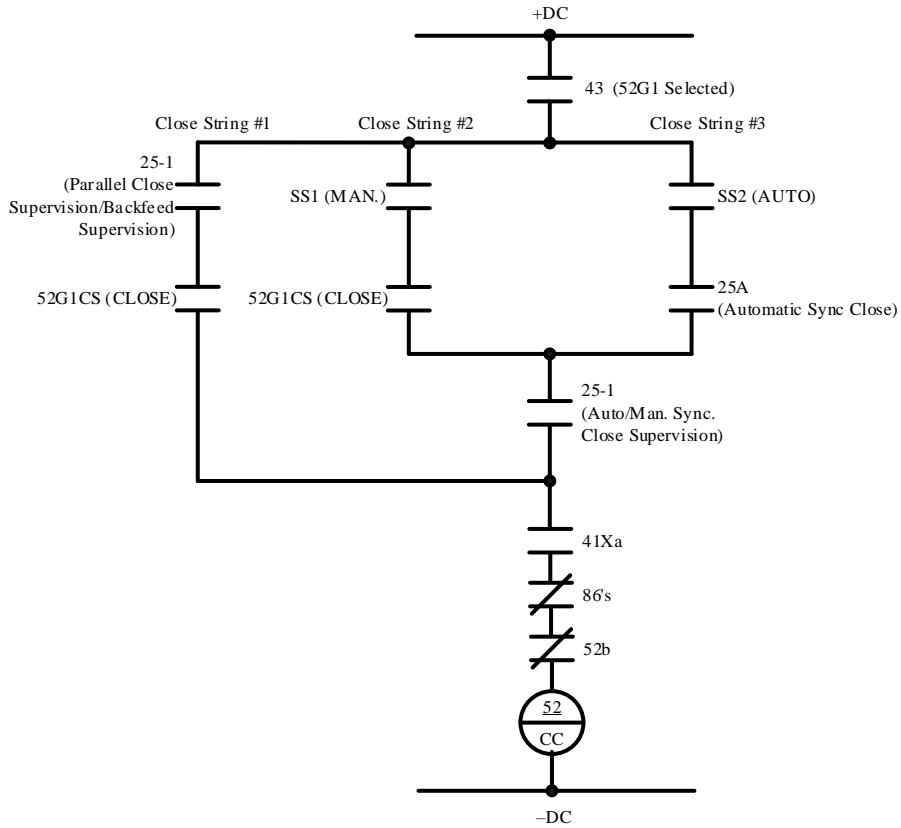 +DC
43 (52G1 Selected)
Close String #1
Close String #2
Close String #3
25-1
(Parallel Close
Supervision/Backfeed
Supervision)
SS1 (MAN.)
SS2 (AUTO)
52G1CS (CLOSE)
52G1CS (CLOSE)
25A
(Automatic Sync Close)
25-1
(Auto/Man. Sync.
Close Supervision)
41Xa
86's
52b
52
CC
–DC